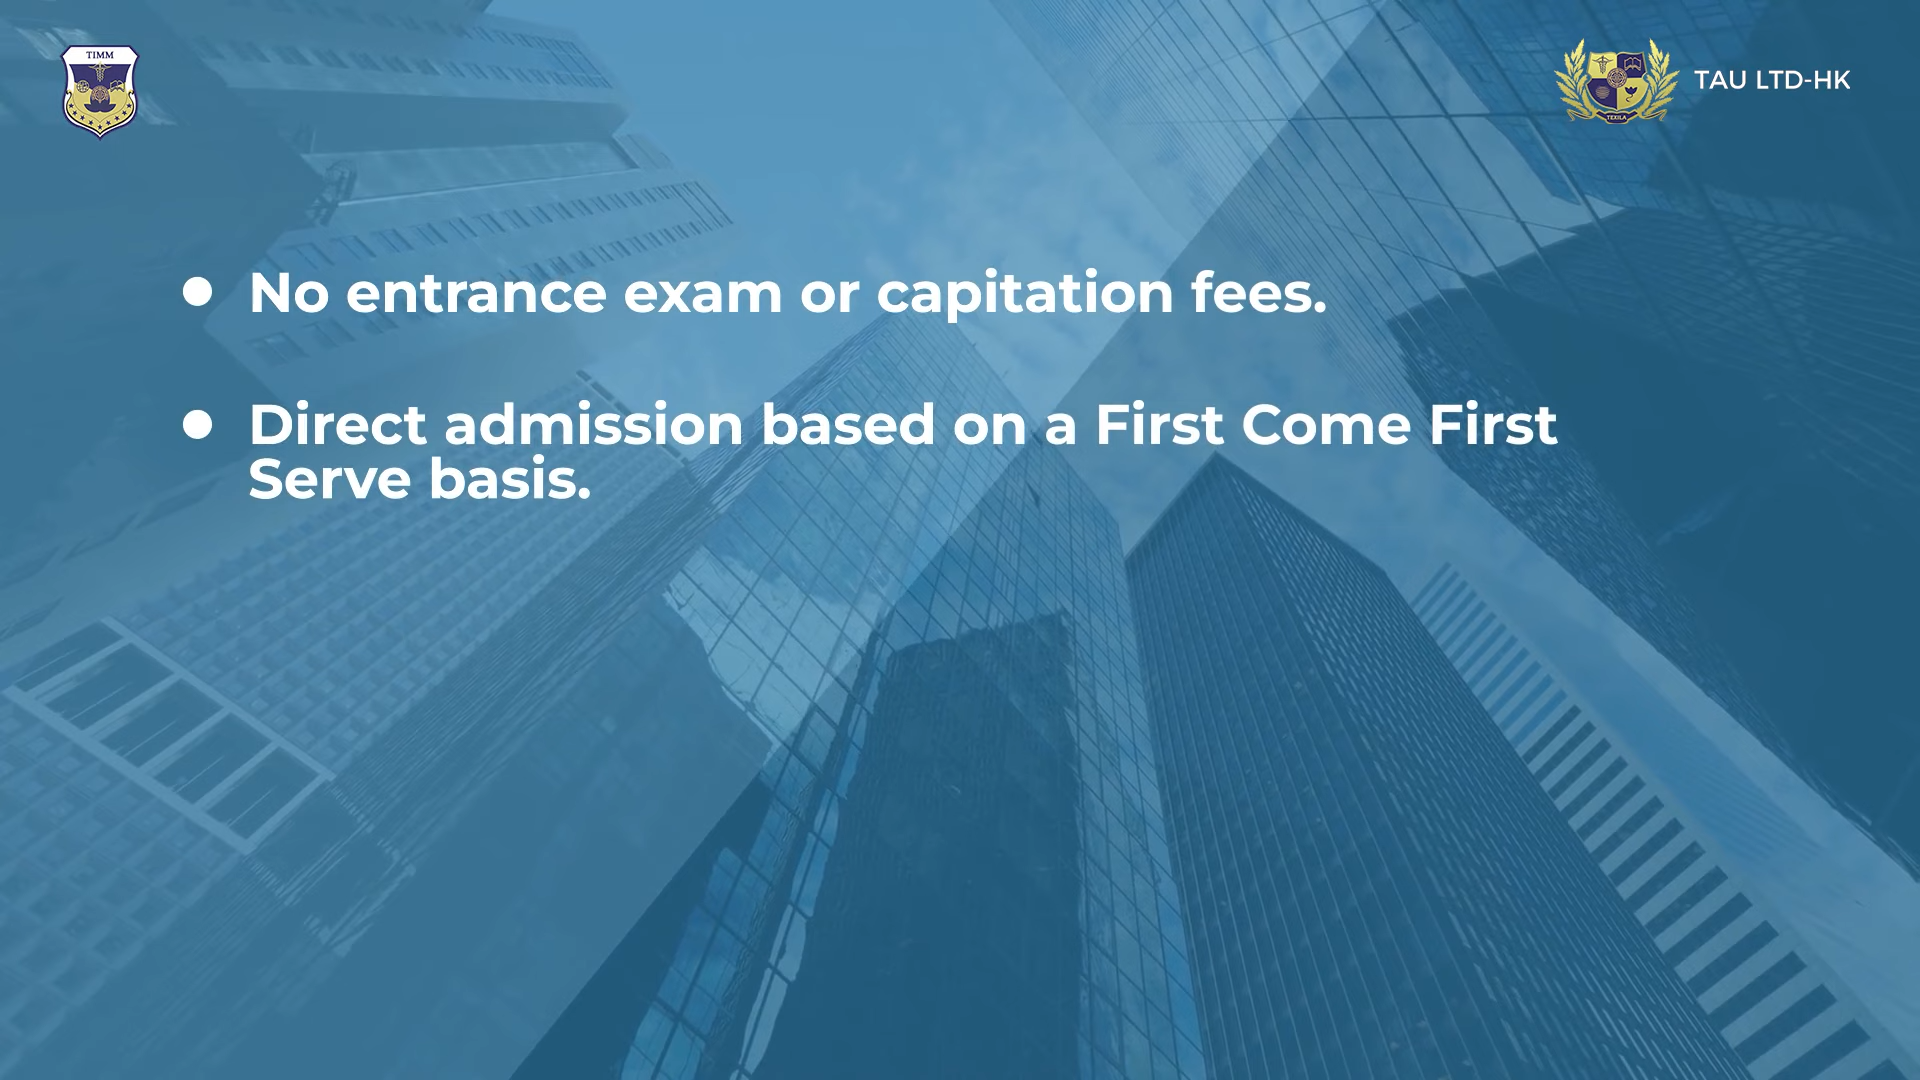 TIMM
TEXILA
TAU LTD-HK
No entrance exam or capitation fees.
Direct admission based on a First Come First
Serve basis.